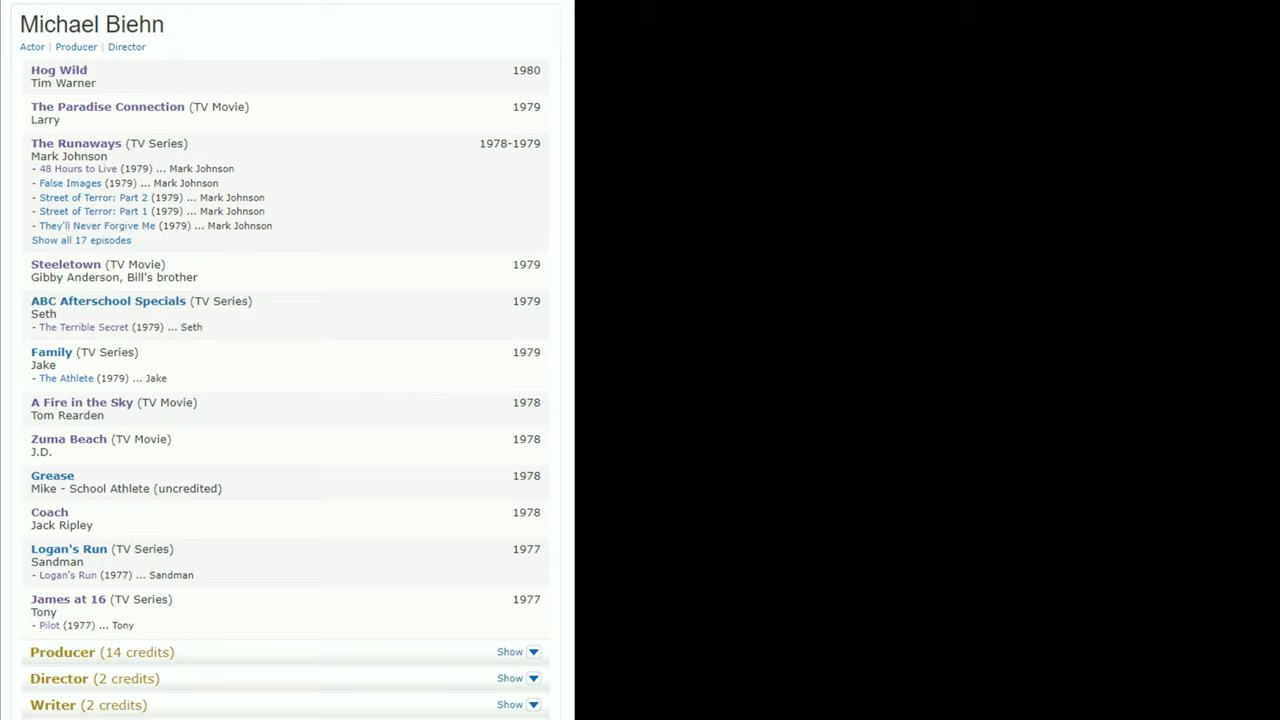 Michael Biehn
Actor | Producer | Director
Hog Wild 1980
Tim Warner
The Paradise Connection (TV Movie) 1979
Larry
The Runaways (TV Series) 1978-1979
Mark Johnson
- 48 Hours to Live (1979) ... Mark Johnson
- False Images (1979) ... Mark Johnson
- Street of Terror: Part 2 (1979) ... Mark Johnson
- Street of Terror: Part 1 (1979) ... Mark Johnson
- They'll Never Forgive Me (1979) ... Mark Johnson
Show all 17 episodes
Steeletown (TV Movie) 1979
Gibby Anderson, Bill's brother
ABC Afterschool Specials (TV Series) 1979
Seth
- The Terrible Secret (1979) ... Seth
Family (TV Series) 1979
Jake
- The Athlete (1979) ... Jake
A Fire in the Sky (TV Movie) 1978
Tom Rearden
Zuma Beach (TV Movie) 1978
J.D.
Grease 1978
Mike - School Athlete (uncredited)
Coach 1978
Jack Ripley
Logan's Run (TV Series) 1977
Sandman
- Logan's Run (1977) ... Sandman
James at 16 (TV Series) 1977
Tony
- Pilot (1977) ... Tony
Producer (14 credits) Show
Director (2 credits) Show
Writer (2 credits) Show